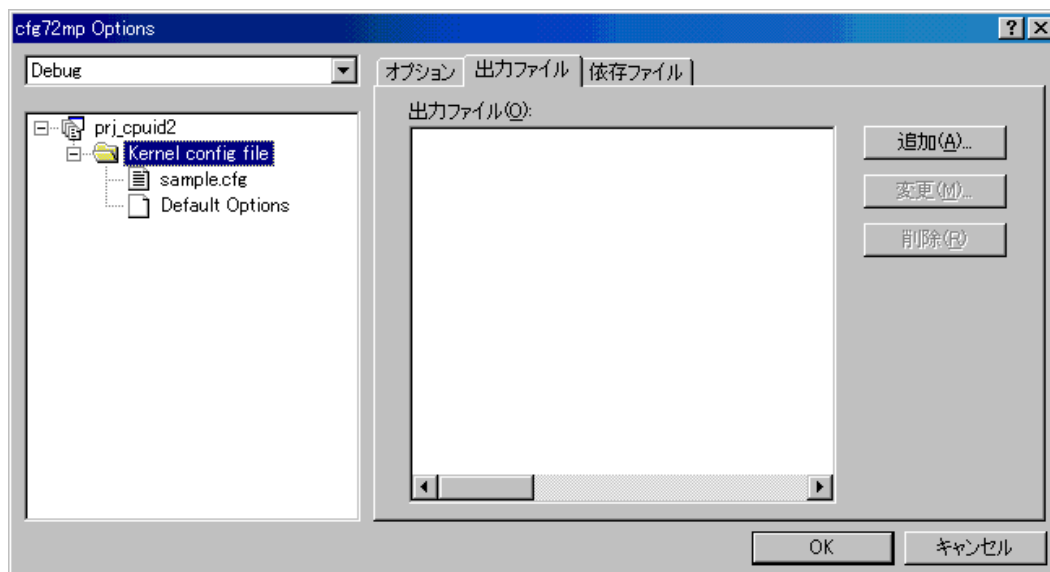 cfg72mp Options
Debug
prj_cpuid2
Kernel config file
sample.cfg
Default Options
オプション 出力ファイル 依存ファイル
出力ファイル(O):
追加(A)...
変更(M)...
削除(R)
OK キャンセル